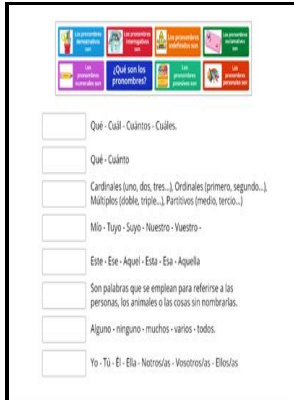 Los pronombres
demostrativos
son
Los pronombres
interrogativos
son
Los pronombres
indefinidos son
Los pronombres
exclamativos
son
Los
pronombres
numerales son
¿Qué son los
pronombres?
Los
pronombres
posesivos son
Los
pronombres
personales son
Qué - Cuál - Cuántos - Cuáles.
Qué - Cuánto
Cardinales (uno, dos, tres...), Ordinales (primero, segundo...),
Múltiplos (doble, triple...), Partitivos (medio, tercio...)
Mío - Tuyo - Suyo - Nuestro - Vuestro -
Este - Ese - Aquel - Esta - Esa - Aquella
Son palabras que se emplean para referirse a las
personas, los animales o las cosas sin nombrarlas.
Alguno - ninguno - muchos - varios - todos.
Yo - Tú - Él - Ella - Notros/as - Vosotros/as - Ellos/as